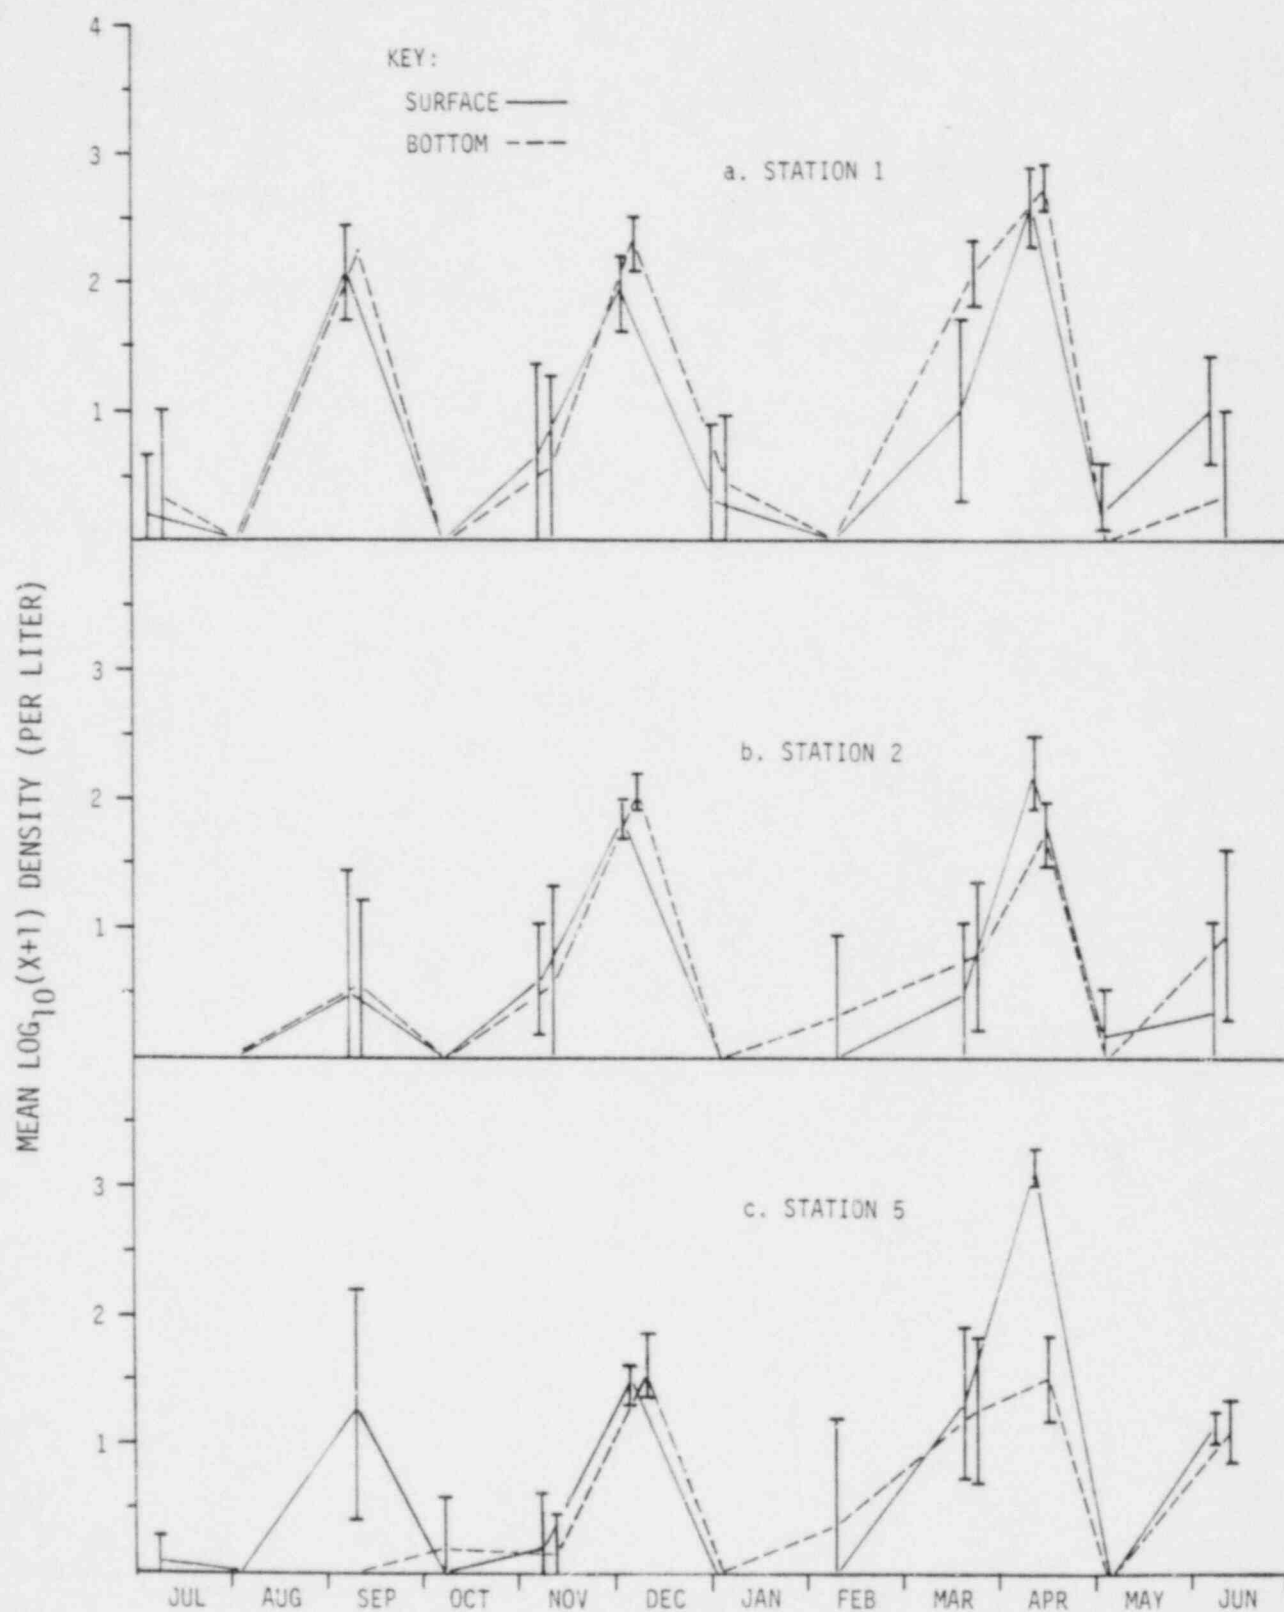 4
KEY:
SURFACE
BOTTOM
3
a. STATION 1
2
1
MEAN LOG10(X+1) DENSITY (PER LITER)
3
b. STATION 2
2
1
3
c. STATION 5
2
1
JUL AUG SEP OCT NOV DEC JAN FEB MAR APR MAY JUN